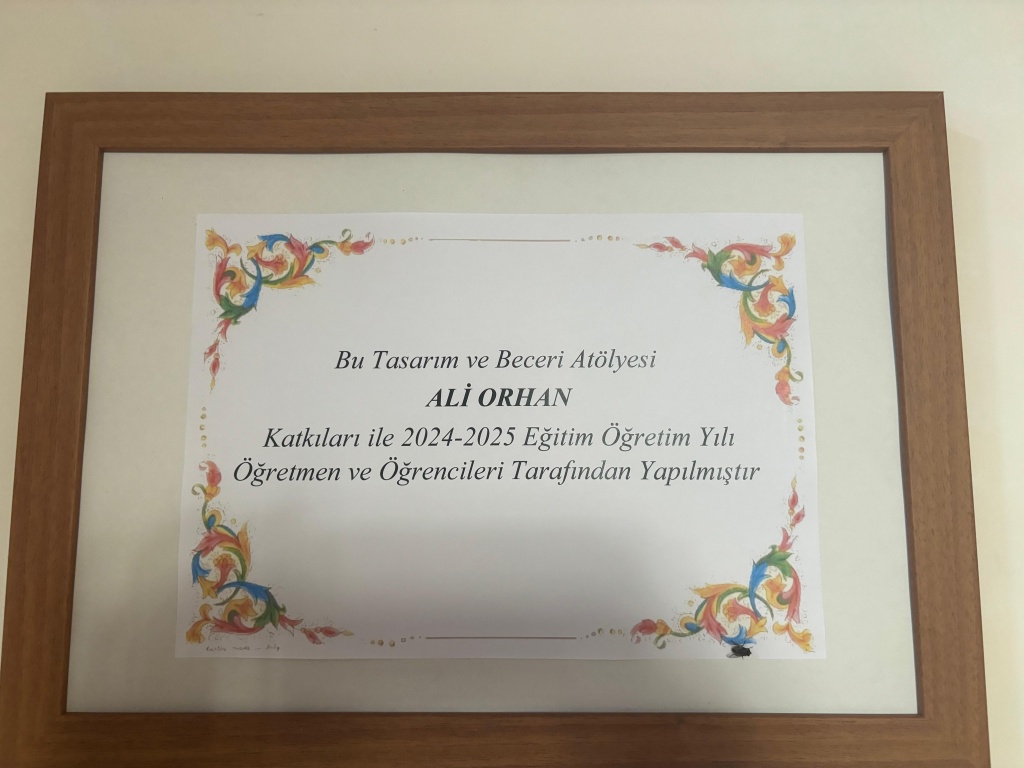 Bu Tasarım ve Beceri Atölyesi
ALİ ORHAN
Katkıları ile 2024-2025 Eğitim Öğretim Yılı
Öğretmen ve Öğrencileri Tarafından Yapılmıştır